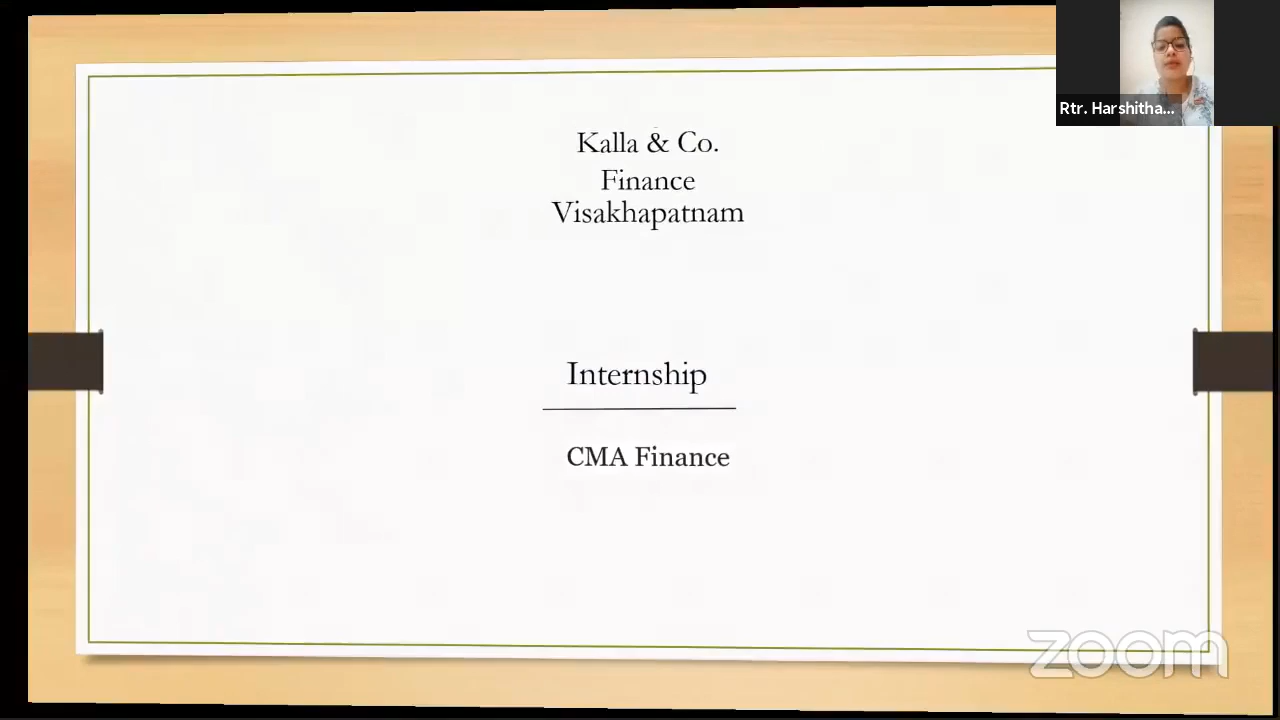 Kalla & Co.
Finance
Visakhapatnam
Internship
CMA Finance
Rtr. Harshitha...
zoom